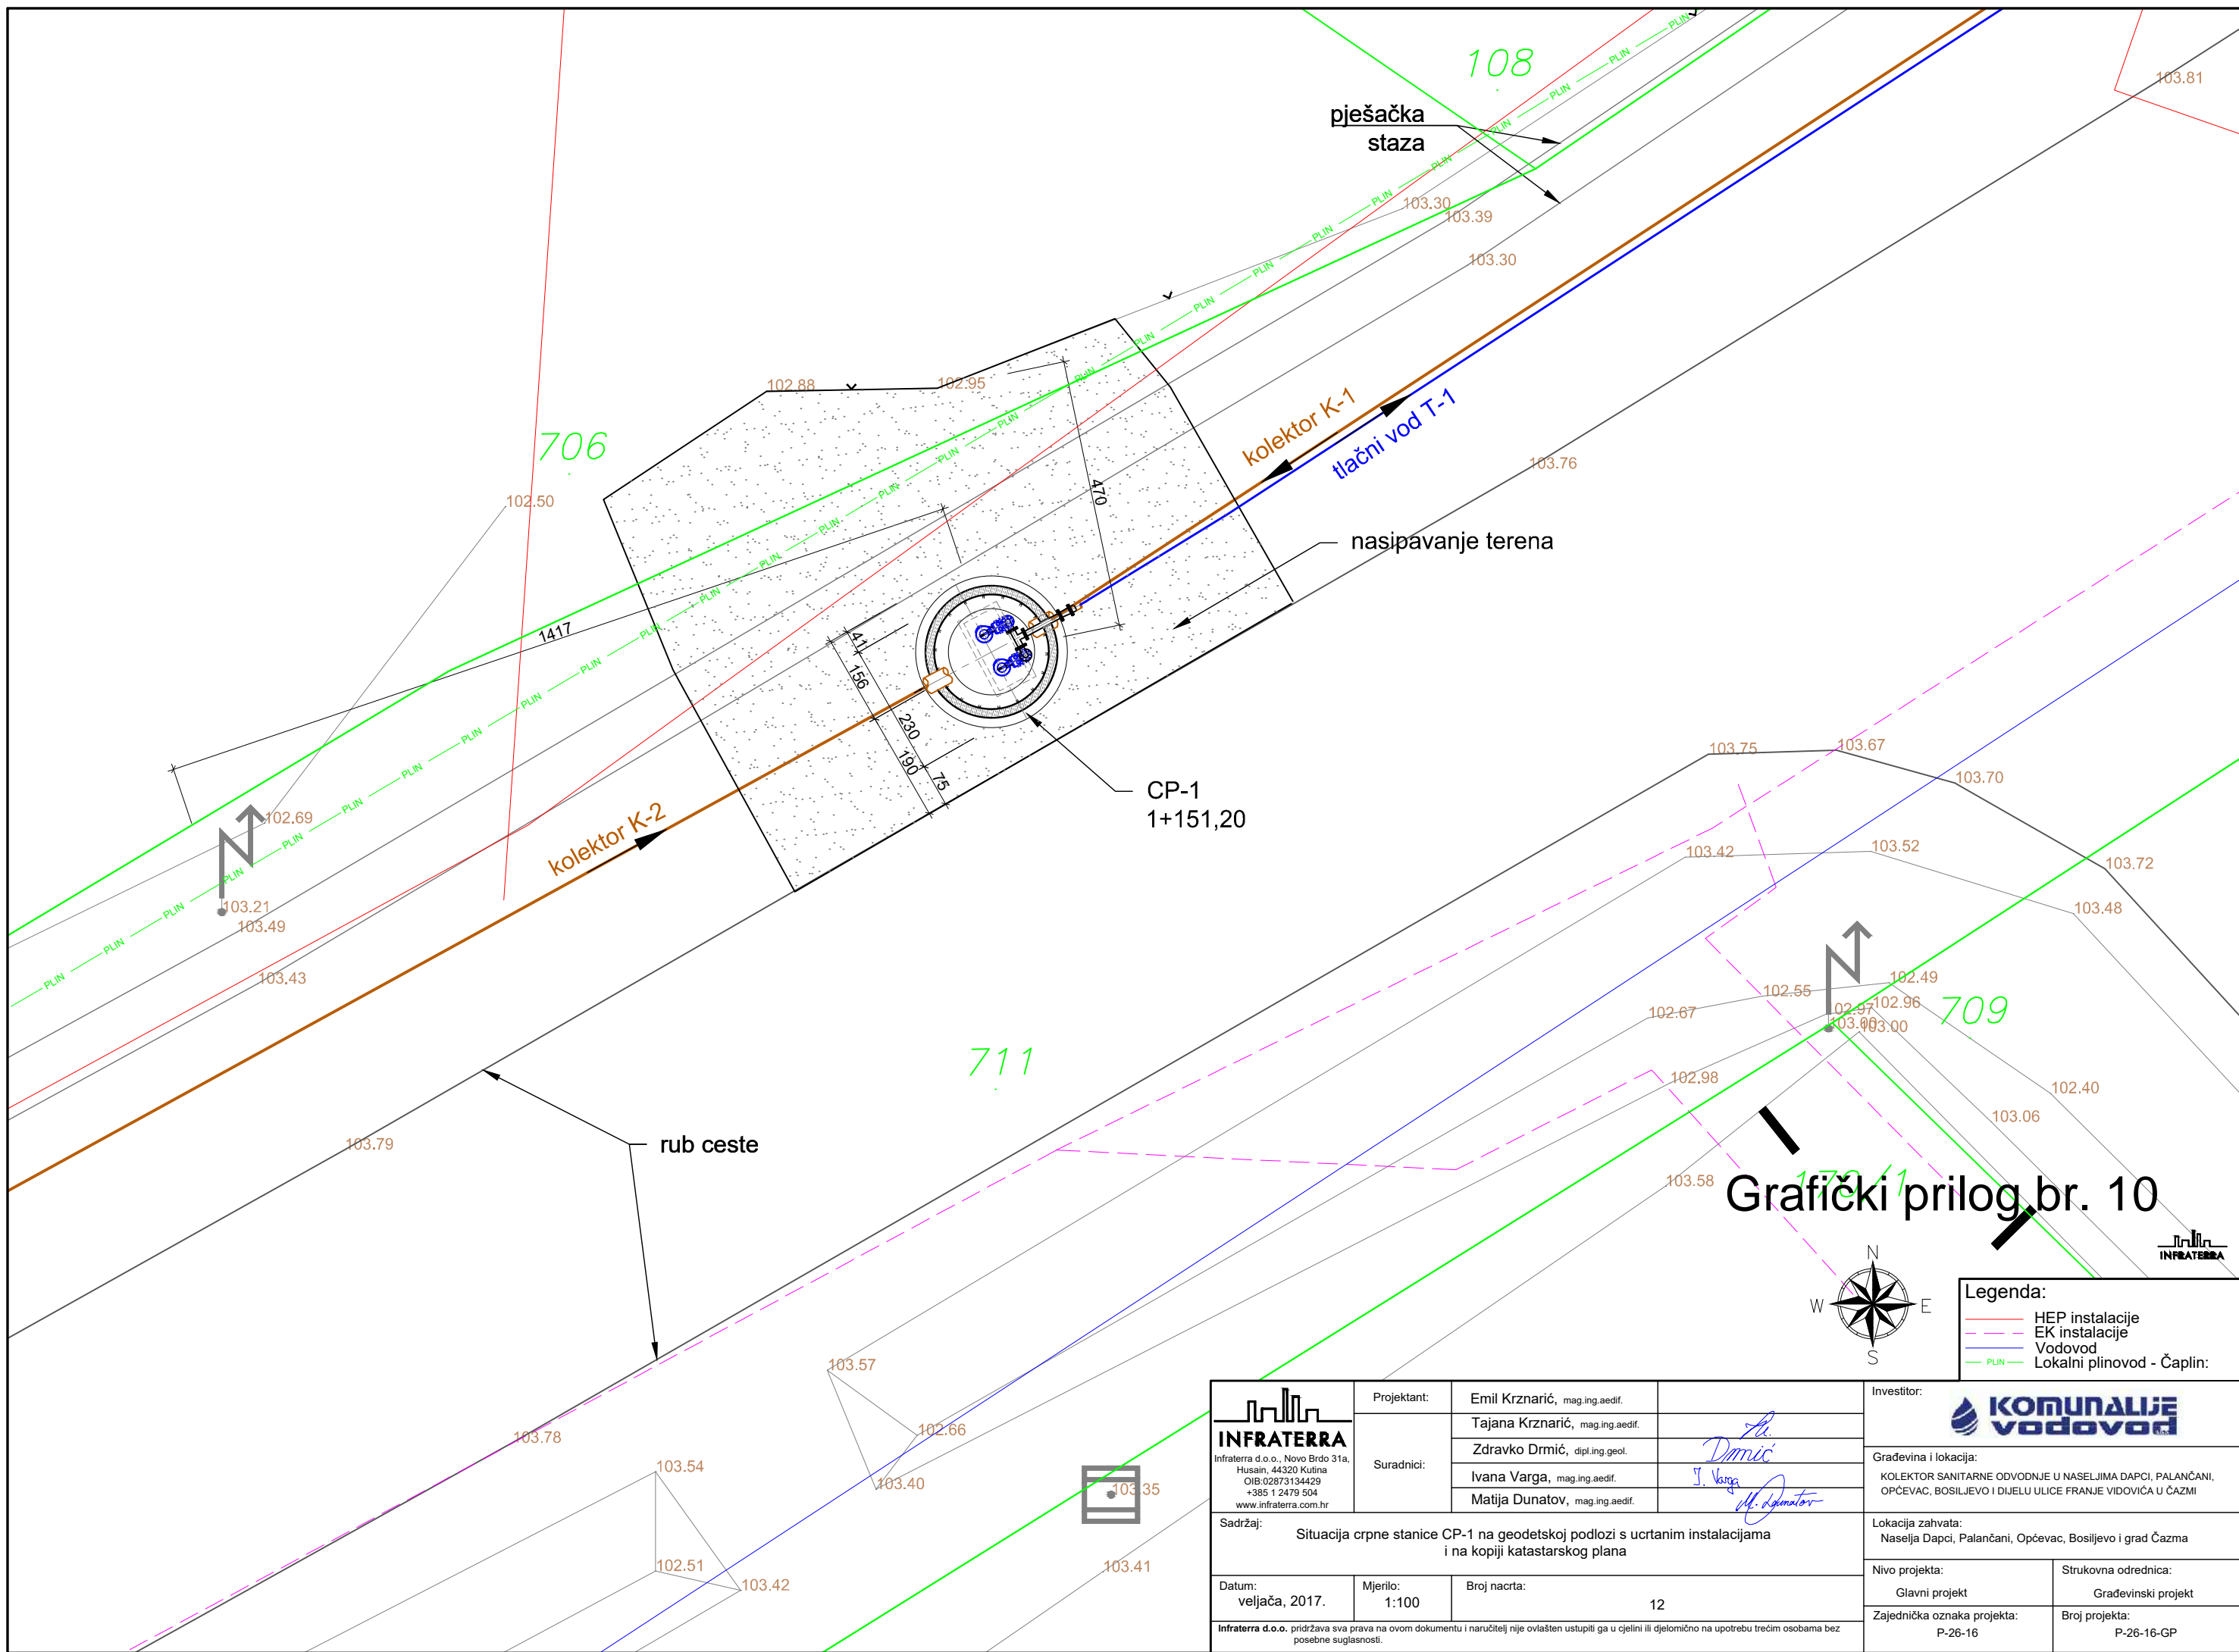 108
pješačka
staza
103.81
103.30
103.39
103.30
102.88
102.95
706
102.50
470
kolektor K-1
tlačni vod T-1
103.76
nasipavanje terena
1417
41
156
230
190
75
CP-1
1+151,20
kolektor K-2
102.69
103.21
103.49
103.43
103.75
103.67
103.70
103.42
103.52
103.72
103.48
102.49
102.55
102.96
102.67
103.00
709
711
102.98
102.40
103.06
103.79
rub ceste
103.58
179/1
Grafički prilog br. 10
INFRATERRA
N
W
E
S
Legenda:
HEP instalacije
EK instalacije
Vodovod
PLIN
Lokalni plinovod - Čaplin:
103.57
102.66
103.78
103.54
103.40
103.35
102.51
103.42
103.41
INFRATERRA
Infraterra d.o.o., Novo Brdo 31a,
Husain, 44320 Kutina
OIB:02873134429
+385 1 2479 504
www.infraterra.com.hr
Projektant:
Emil Krznarić, mag.ing.aedif.
Suradnici:
Tajana Krznarić, mag.ing.aedif.
Zdravko Drmić, dipl.ing.geol.
Drmić
Ivana Varga, mag.ing.aedif.
I. Varga
Matija Dunatov, mag.ing.aedif.
M. Dunatov
Investitor:
KOMUNALIJE
vodovod
Građevina i lokacija:
KOLEKTOR SANITARNE ODVODNJE U NASELJIMA DAPCI, PALANČANI,
OPĆEVAC, BOSILJEVO I DIJELU ULICE FRANJE VIDOVIĆA U ČAZMI
Sadržaj:
Situacija crpne stanice CP-1 na geodetskoj podlozi s ucrtanim instalacijama
i na kopiji katastarskog plana
Lokacija zahvata:
Naselja Dapci, Palančani, Općevac, Bosiljevo i grad Čazma
Datum:
veljača, 2017.
Mjerilo:
1:100
Broj nacrta:
12
Nivo projekta:
Glavni projekt
Strukovna odrednica:
Građevinski projekt
Zajednička oznaka projekta:
P-26-16
Broj projekta:
P-26-16-GP
Infraterra d.o.o. pridržava sva prava na ovom dokumentu i naručitelj nije ovlašten ustupiti ga u cjelini ili djelomično na upotrebu trećim osobama bez
posebne suglasnosti.